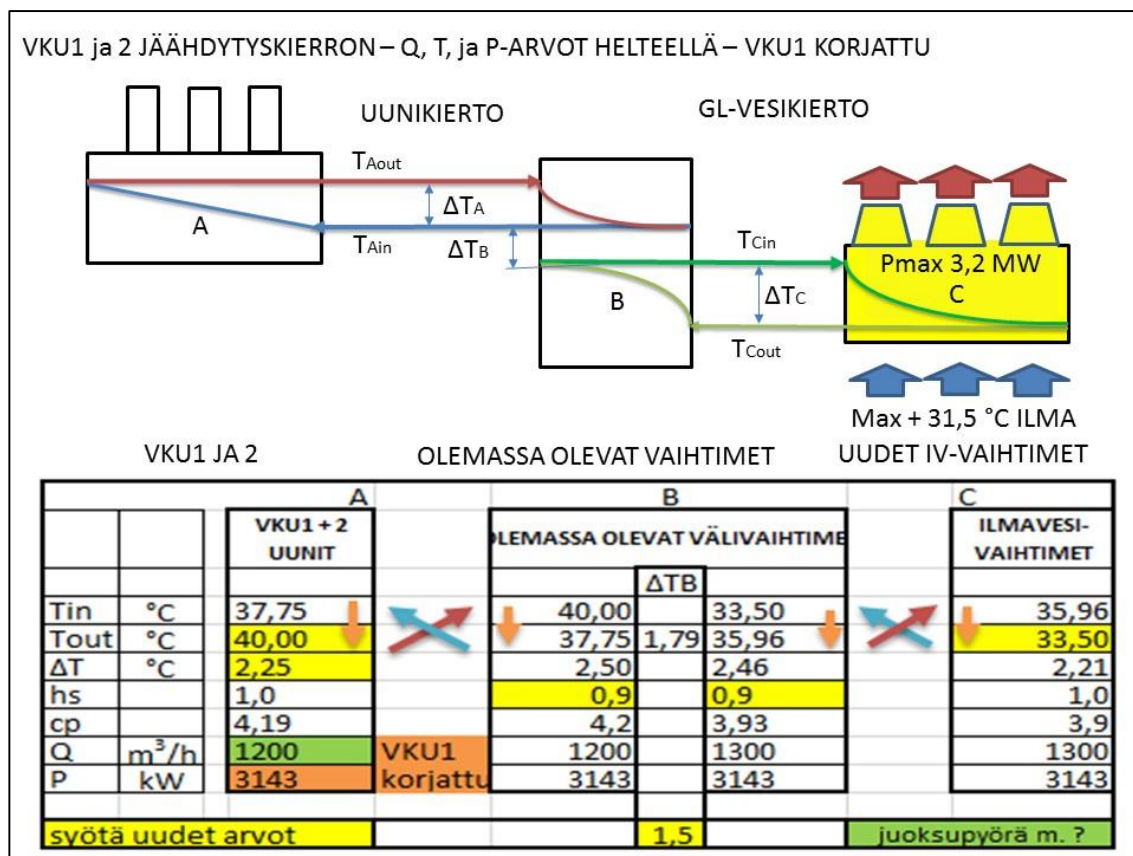 VKU1 ja 2 JÄÄHDYTYSKIERRON – Q, T, ja P-ARVOT HELTEELLÄ – VKU1 KORJATTU
UUNIKIERTO
GL-VESIKIERTO
TAout
ΔTA
A
TAin
ΔTB
TCin
Pmax 3,2 MW
C
B
ΔTC
TCout
Max + 31,5 °C ILMA
VKU1 JA 2
OLEMASSA OLEVAT VAIHTIMET
UUDET IV-VAIHTIMET
A B C
VKU1 + 2 UUNIT
OLEMASSA OLEVAT VÄLIVAIHTIME
ILMAVESI-VAIHTIMET
ΔTB
Tin °C 37,75 40,00 33,50 35,96
Tout °C 40,00 37,75 1,79 35,96 33,50
ΔT °C 2,25 2,50 2,46 2,21
hs 1,0 0,9 0,9 1,0
cp 4,19 4,2 3,93 3,9
Q m³/h 1200 VKU1 1200 1300 1300
P kW 3143 korjattu 3143 3143 3143
syötä uudet arvot 1,5 juoksupyörä m. ?